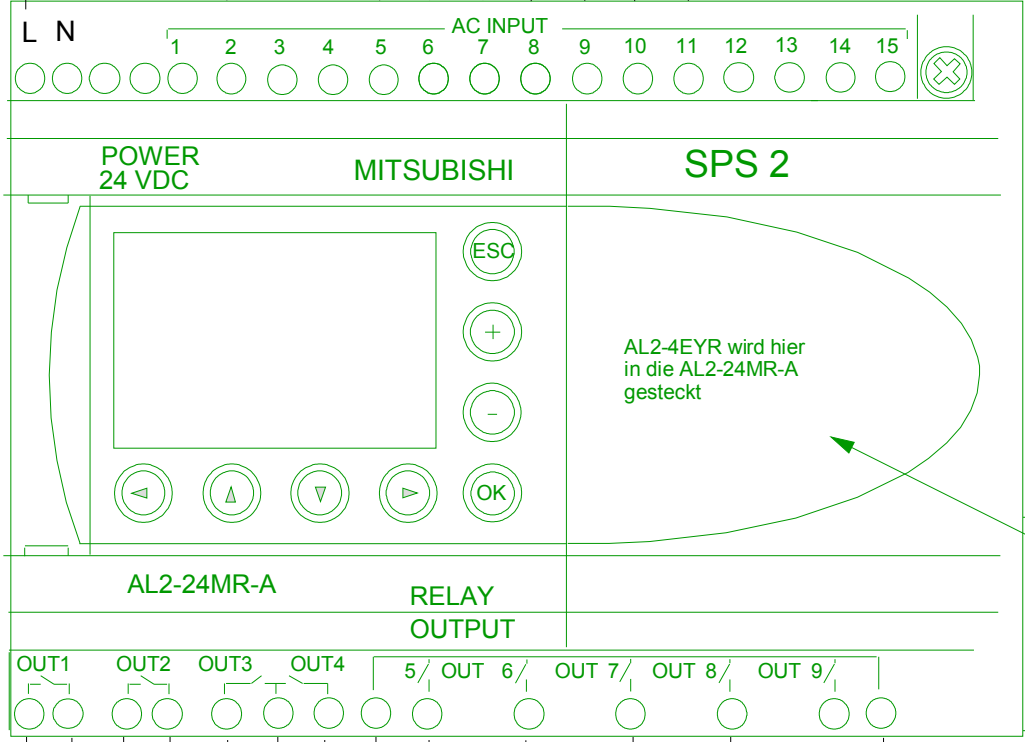 L N
AC INPUT
1 2 3 4 5 6 7 8 9 10 11 12 13 14 15
POWER
24 VDC
MITSUBISHI
SPS 2
ESC
+
-
OK
AL2-4EYR wird hier
in die AL2-24MR-A
gesteckt
AL2-24MR-A
RELAY
OUTPUT
OUT1 OUT2 OUT3 OUT4 5 OUT 6 OUT 7 OUT 8 OUT 9